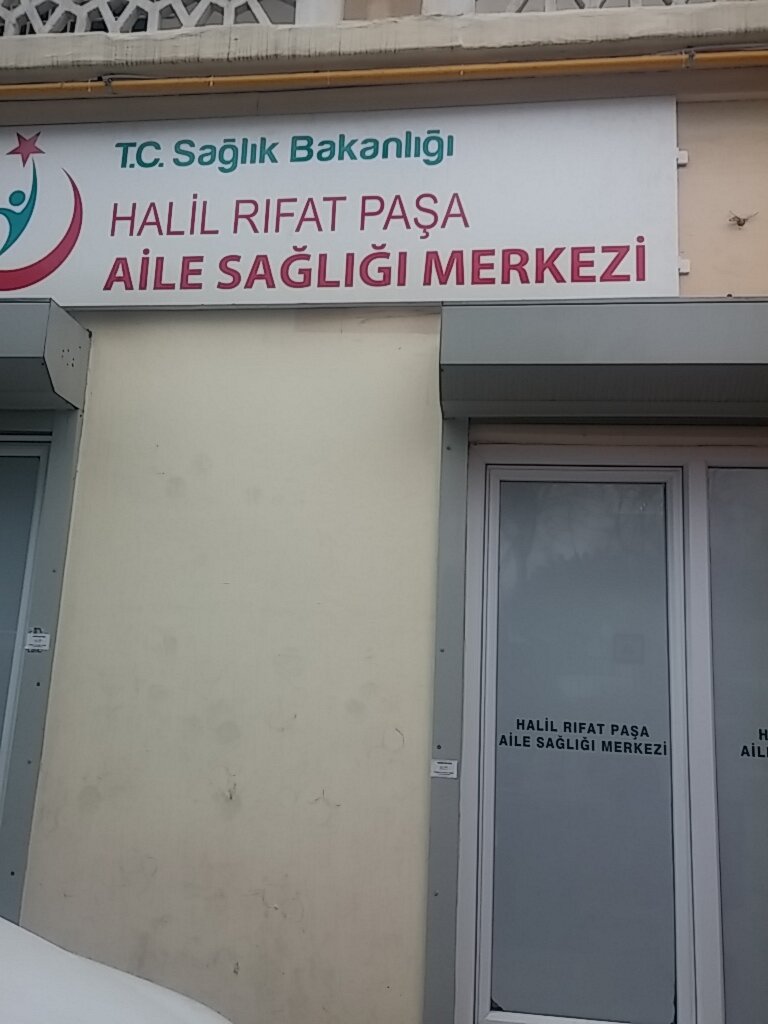 T.C. Sağlık Bakanlığı
HALİL RIFAT PAŞA
AİLE SAĞLIĞI MERKEZİ
HALİL RIFAT PAŞA
AİLE SAĞLIĞI MERKEZİ